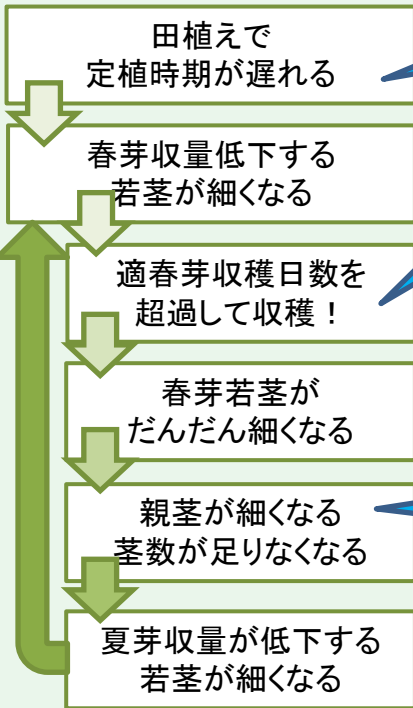 田植えで
定植時期が遅れる
春芽収量低下する
若茎が細くなる
適春芽収穫日数を
超過して収穫！
春芽若茎が
だんだん細くなる
親茎が細くなる
茎数が足りなくなる
夏芽収量が低下する
若茎が細くなる